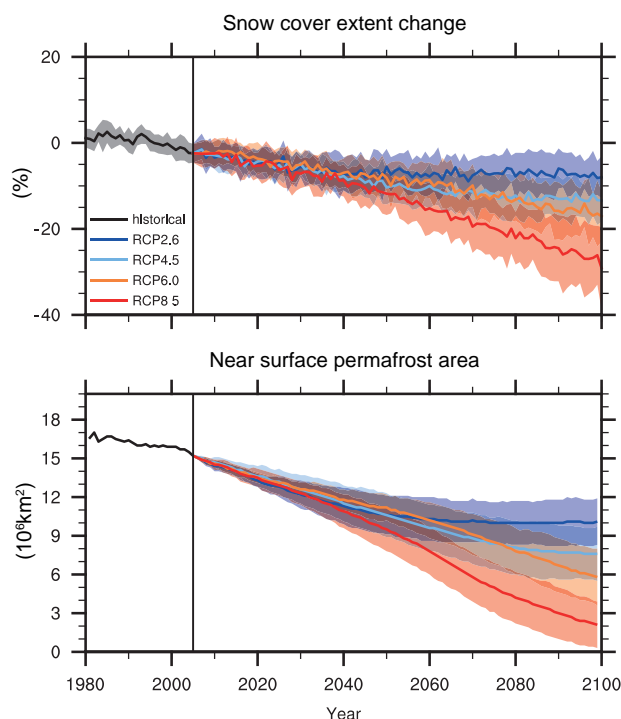 Snow cover extent change
20
0
-20
-40
(%)
historical
RCP2.6
RCP4.5
RCP6.0
RCP8 5
Near surface permafrost area
18
15
12
9
6
3
0
(10⁶km²)
1980 2000 2020 2040 2060 2080 2100
Year